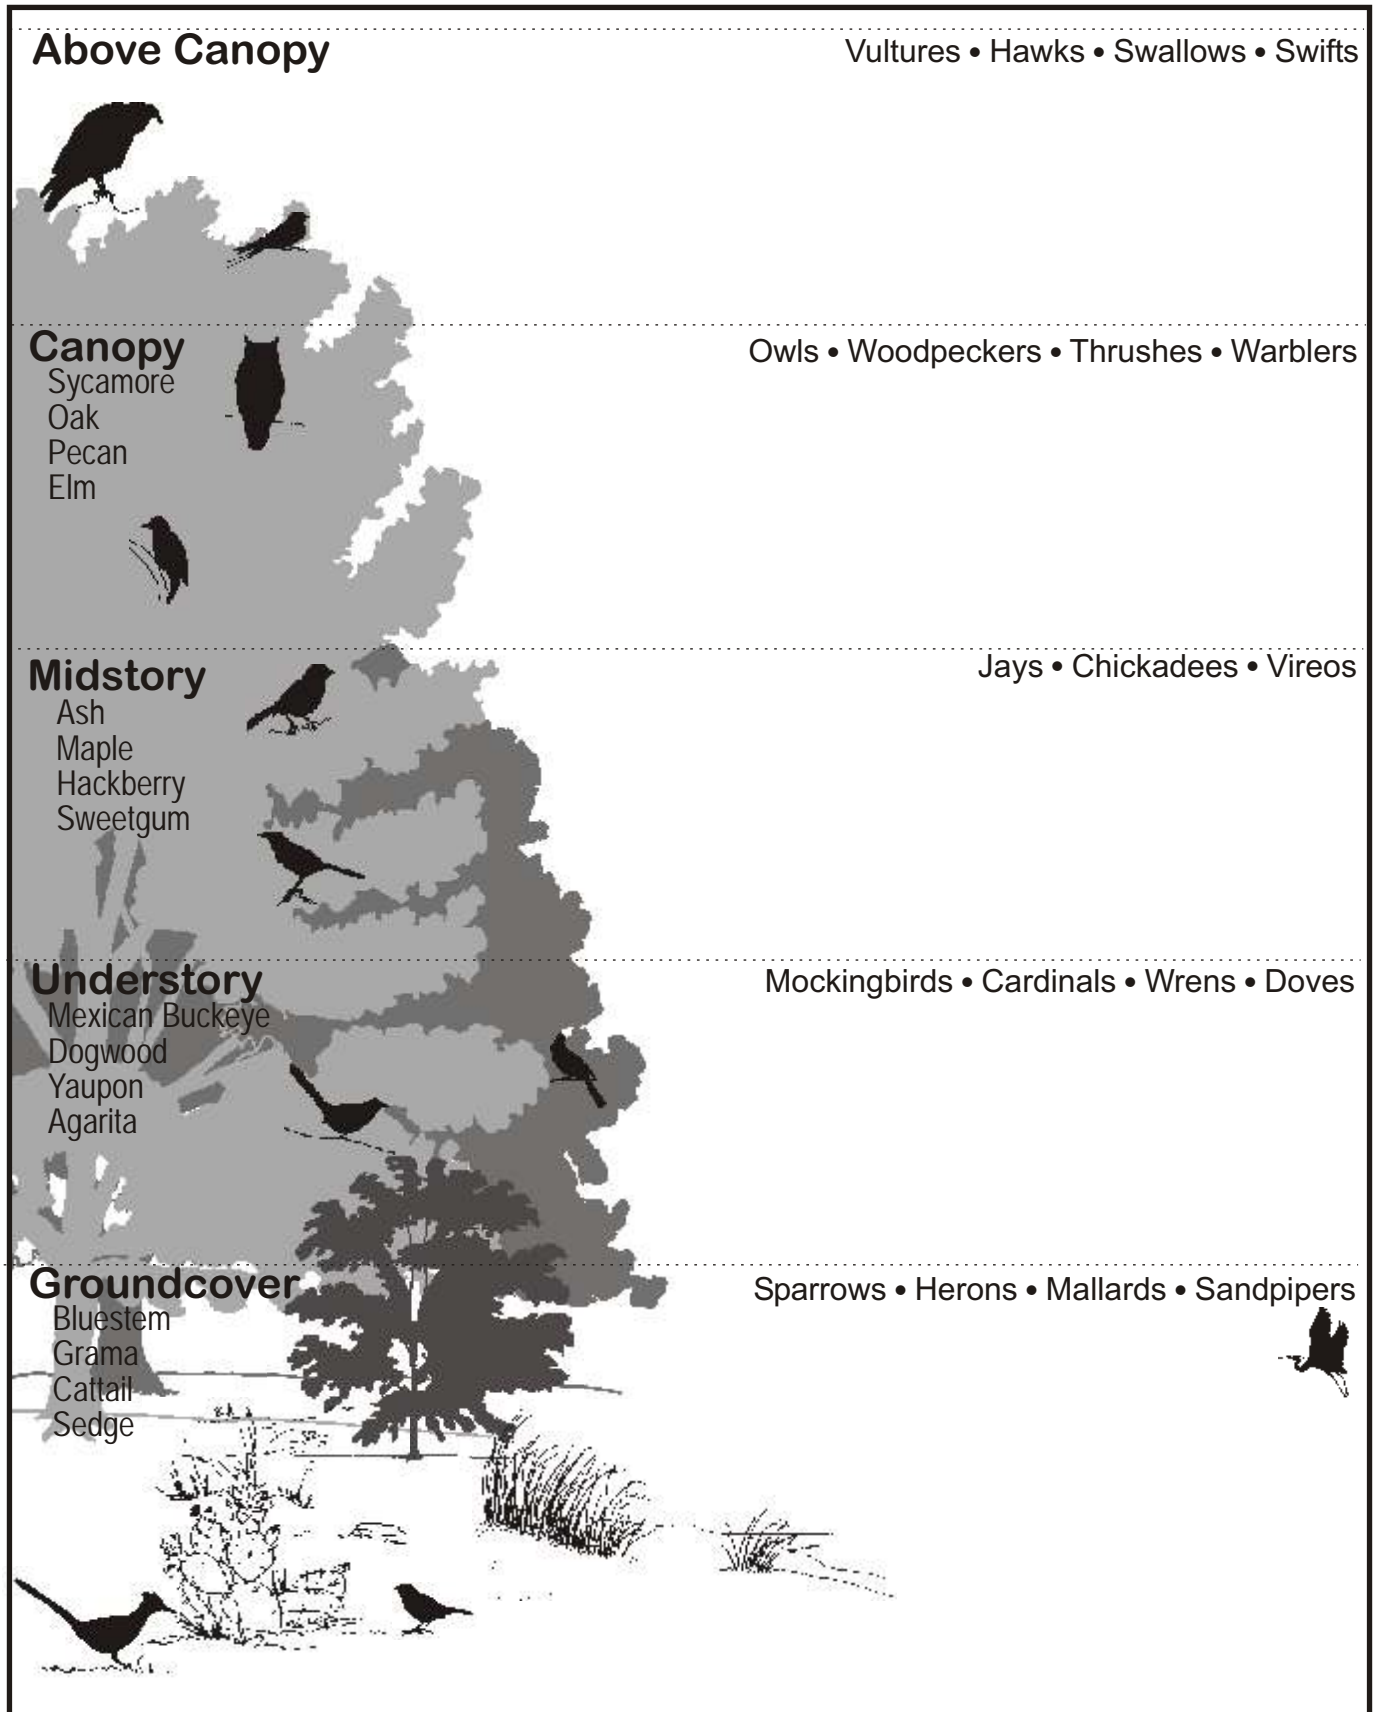 Above Canopy
Vultures • Hawks • Swallows • Swifts
Canopy
Owls • Woodpeckers • Thrushes • Warblers
Sycamore
Oak
Pecan
Elm
Midstory
Jays • Chickadees • Vireos
Ash
Maple
Hackberry
Sweetgum
Understory
Mockingbirds • Cardinals • Wrens • Doves
Mexican Buckeye
Dogwood
Yaupon
Agarita
Groundcover
Sparrows • Herons • Mallards • Sandpipers
Bluestem
Grama
Cattail
Sedge